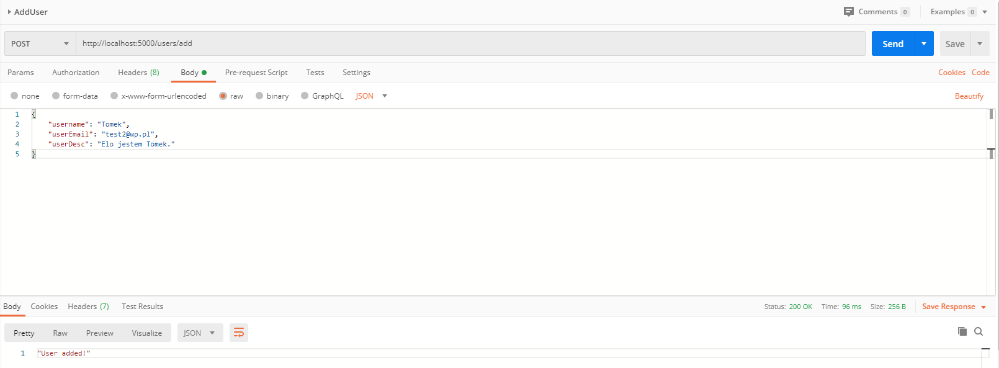 AddUser Comments 0 Examples 0
POST http://localhost:5000/users/add Send Save
Params Authorization Headers (8) Body Pre-request Script Tests Settings Cookies Code
none form-data x-www-form-urlencoded raw binary GraphQL JSON Beautify
1 {
2 "username": "Tomek",
3 "userEmail": "test2@wp.pl",
4 "userDesc": "Elo jestem Tomek."
5 }
Body Cookies Headers (7) Test Results Status: 200 OK Time: 96 ms Size: 256 B Save Response
Pretty Raw Preview Visualize JSON
1 "User added!"